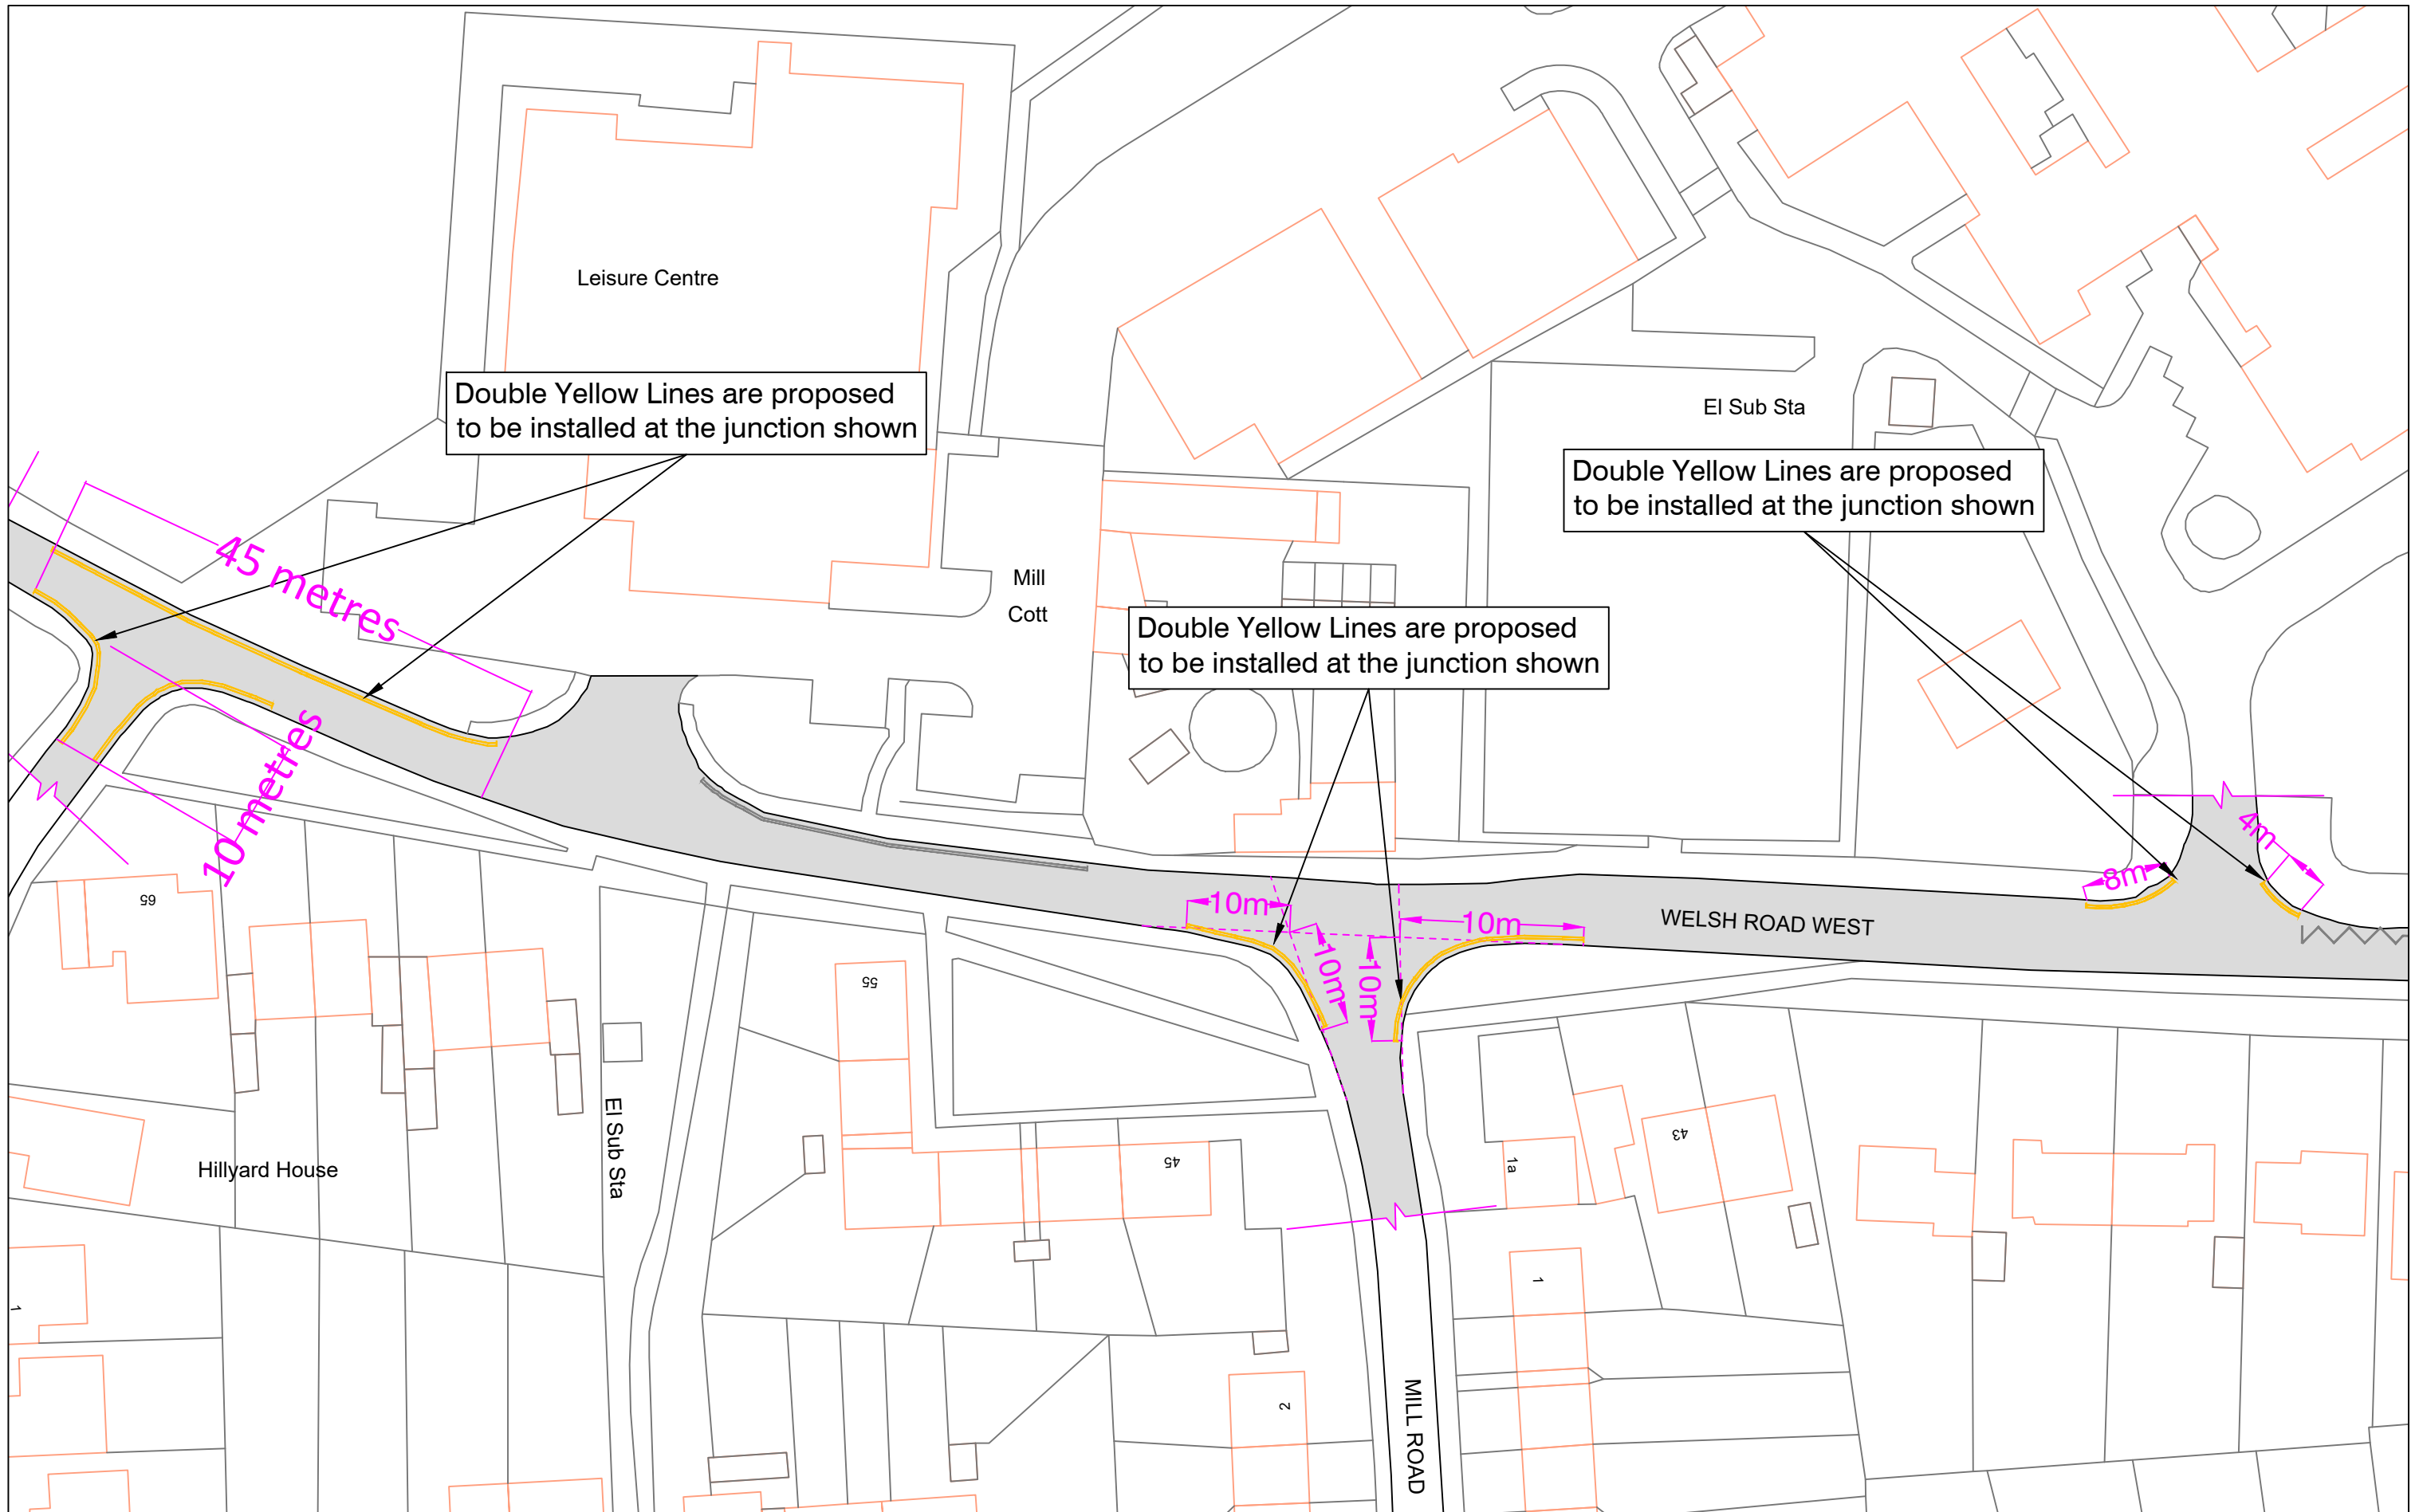 Leisure Centre
Double Yellow Lines are proposed
to be installed at the junction shown
El Sub Sta
Double Yellow Lines are proposed
to be installed at the junction shown
45 metres
Mill
Cott
Double Yellow Lines are proposed
to be installed at the junction shown
10 metres
4m
8m
10m
10m
WELSH ROAD WEST
10m
10m
65
55
El Sub Sta
Hillyard House
45
1a
43
1
1
2
MILL ROAD